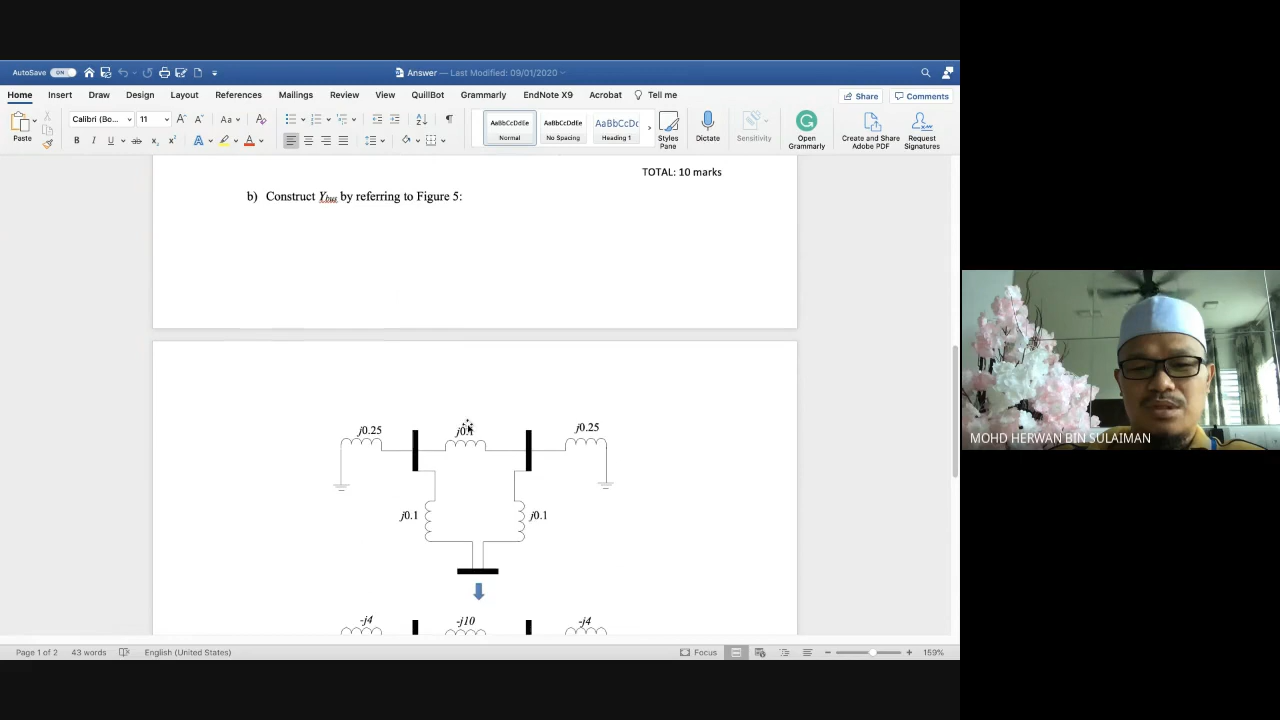 AutoSave ON Answer — Last Modified: 09/01/2020
Home Insert Draw Design Layout References Mailings Review View QuillBot Grammarly EndNote X9 Acrobat Tell me Share Comments
Paste Calibri (Bo... 11 Aa AaBbCcDdEe Normal AaBbCcDdEe No Spacing AaBbCcDc Heading 1 Styles Pane Dictate Sensitivity Open Grammarly Create and Share Adobe PDF Request Signatures
B I U ab x₂ x² A A
TOTAL: 10 marks
b) Construct Ybus by referring to Figure 5:
j0.25 j0.25
j0.1 j0.1
-j4 -j10 -j4
MOHD HERWAN BIN SULAIMAN
Page 1 of 2 43 words English (United States) Focus 159%